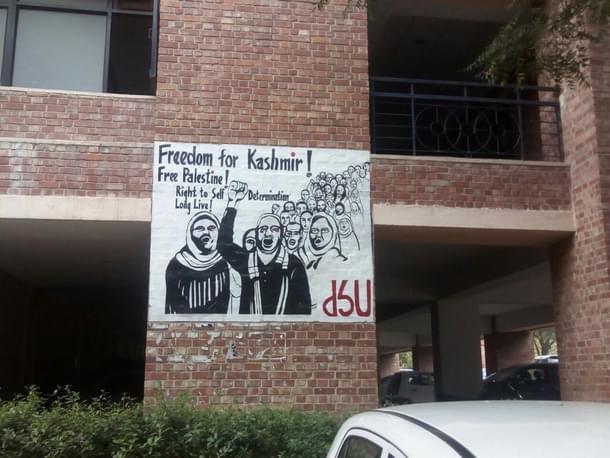 Freedom for Kashmir!
Free Palestine!
Right to Self Determination
Long Live!
dSU